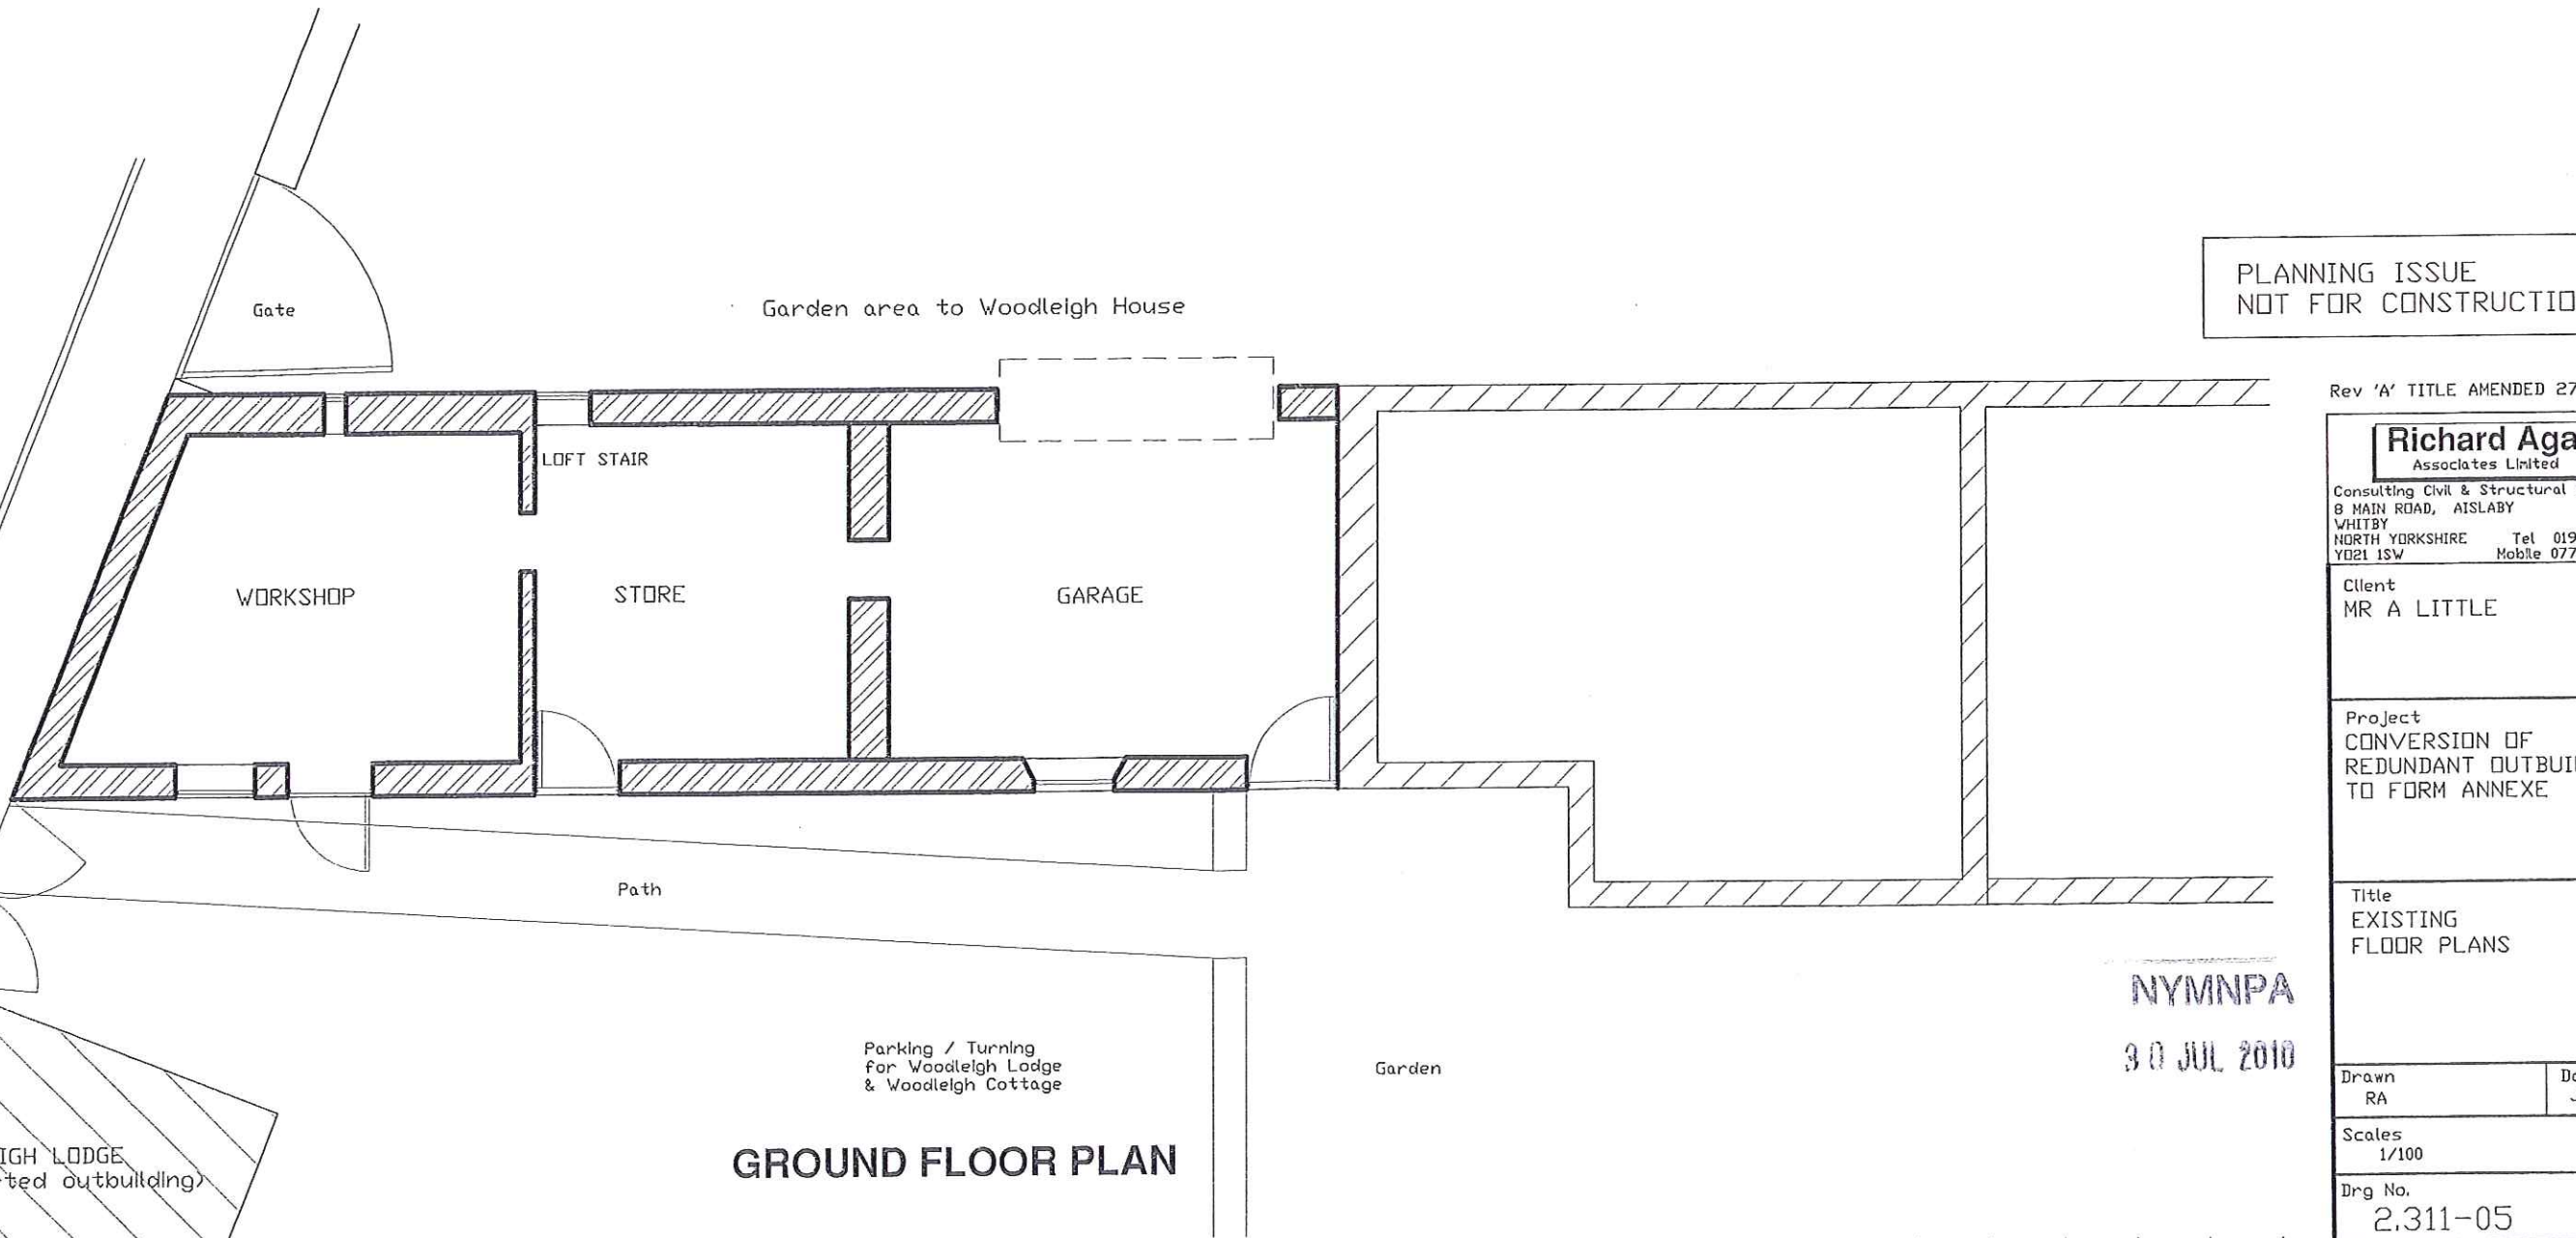 Gate
Garden area to Woodleigh House
LOFT STAIR
WORKSHOP
STORE
GARAGE
Path
Parking / Turning
for Woodleigh Lodge
& Woodleigh Cottage
Garden
GROUND FLOOR PLAN
IGH LODGE
ted outbuilding)
NYMNPA
30 JUL 2010
PLANNING ISSUE
NOT FOR CONSTRUCTIO
Rev 'A' TITLE AMENDED 27
Richard Aga
Associates Limited
Consulting Civil & Structural
8 MAIN ROAD, AISLABY
WHITBY
NORTH YORKSHIRE Tel 019
YO21 1SW Mobile 077
Client
MR A LITTLE
Project
CONVERSION OF
REDUNDANT OUTBUI
TO FORM ANNEXE
Title
EXISTING
FLOOR PLANS
Drawn
RA
Scales
1/100
Drg No.
2.311-05